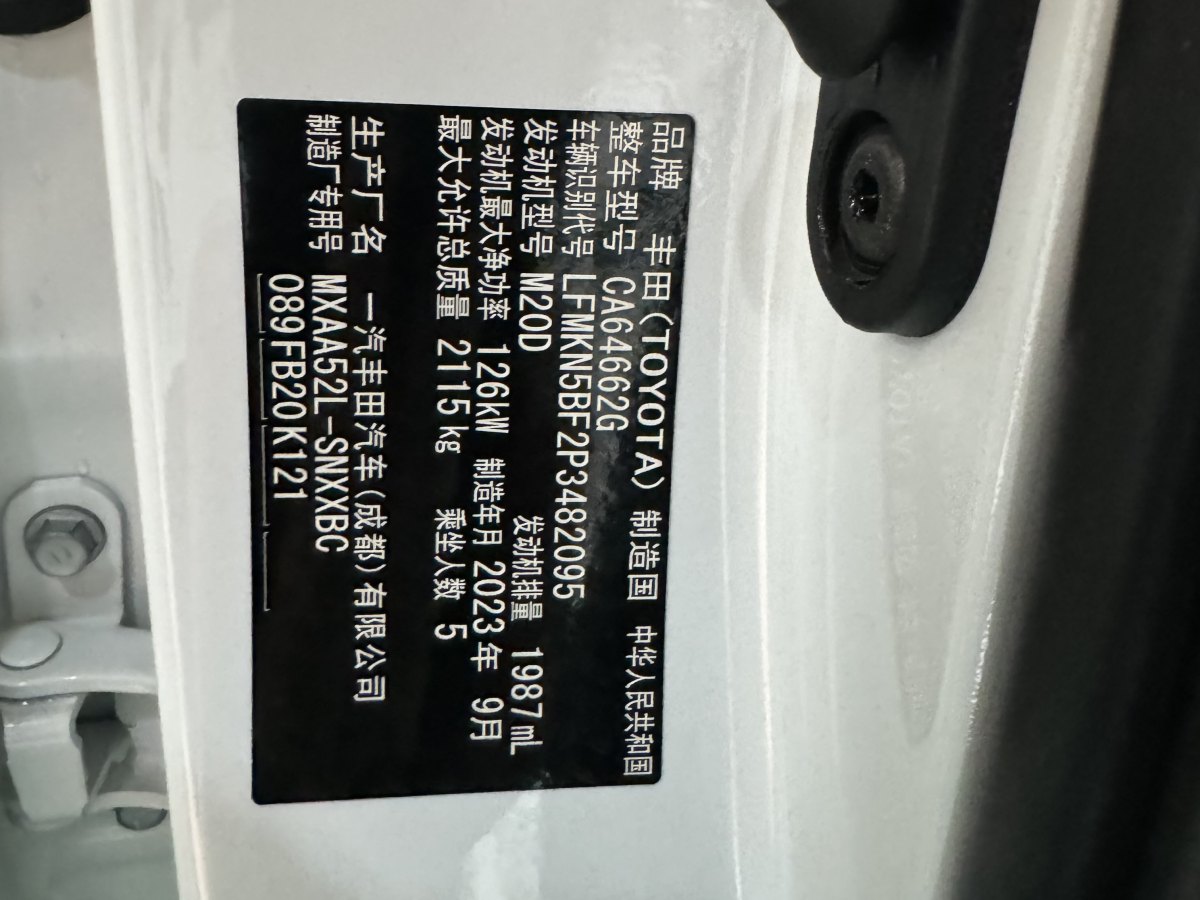 品牌 丰田(TOYOTA) 制造国 中华人民共和国
整车型号 CA64662G
车辆识别代号 LFMKN5BF2P3482095
发动机型号 M20D 发动机排量 1987mL
发动机最大净功率 126kW 制造年月 2023年 9月
最大允许总质量 2115kg 乘坐人数 5
生产厂名 一汽丰田汽车(成都)有限公司
制造厂专用号 MXAA52L-SNXXBC
089FB20K121